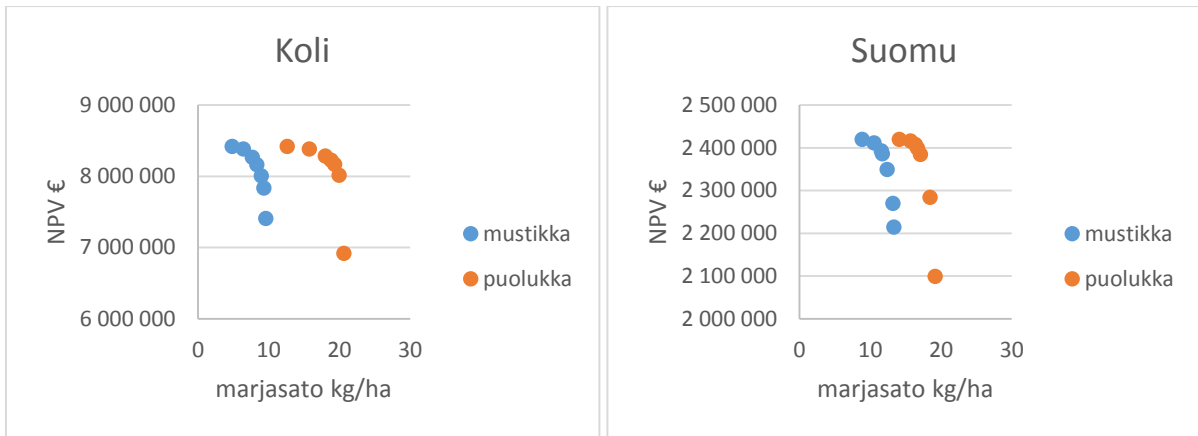 Koli
NPV €
9 000 000
8 000 000
7 000 000
6 000 000
0 10 20 30
marjasato kg/ha
mustikka
puolukka
Suomu
NPV €
2 500 000
2 400 000
2 300 000
2 200 000
2 100 000
2 000 000
0 10 20 30
marjasato kg/ha
mustikka
puolukka